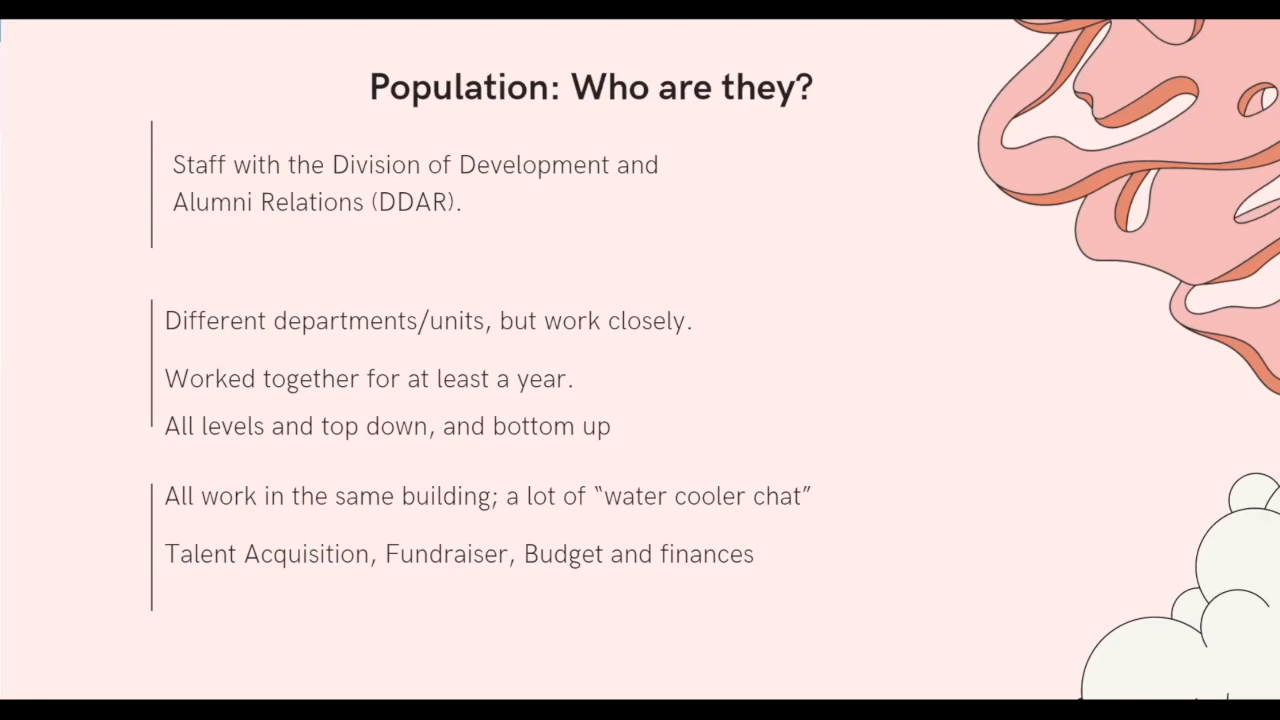 Population: Who are they?
Staff with the Division of Development and
Alumni Relations (DDAR).
Different departments/units, but work closely.
Worked together for at least a year.
All levels and top down, and bottom up
All work in the same building; a lot of “water cooler chat”
Talent Acquisition, Fundraiser, Budget and finances